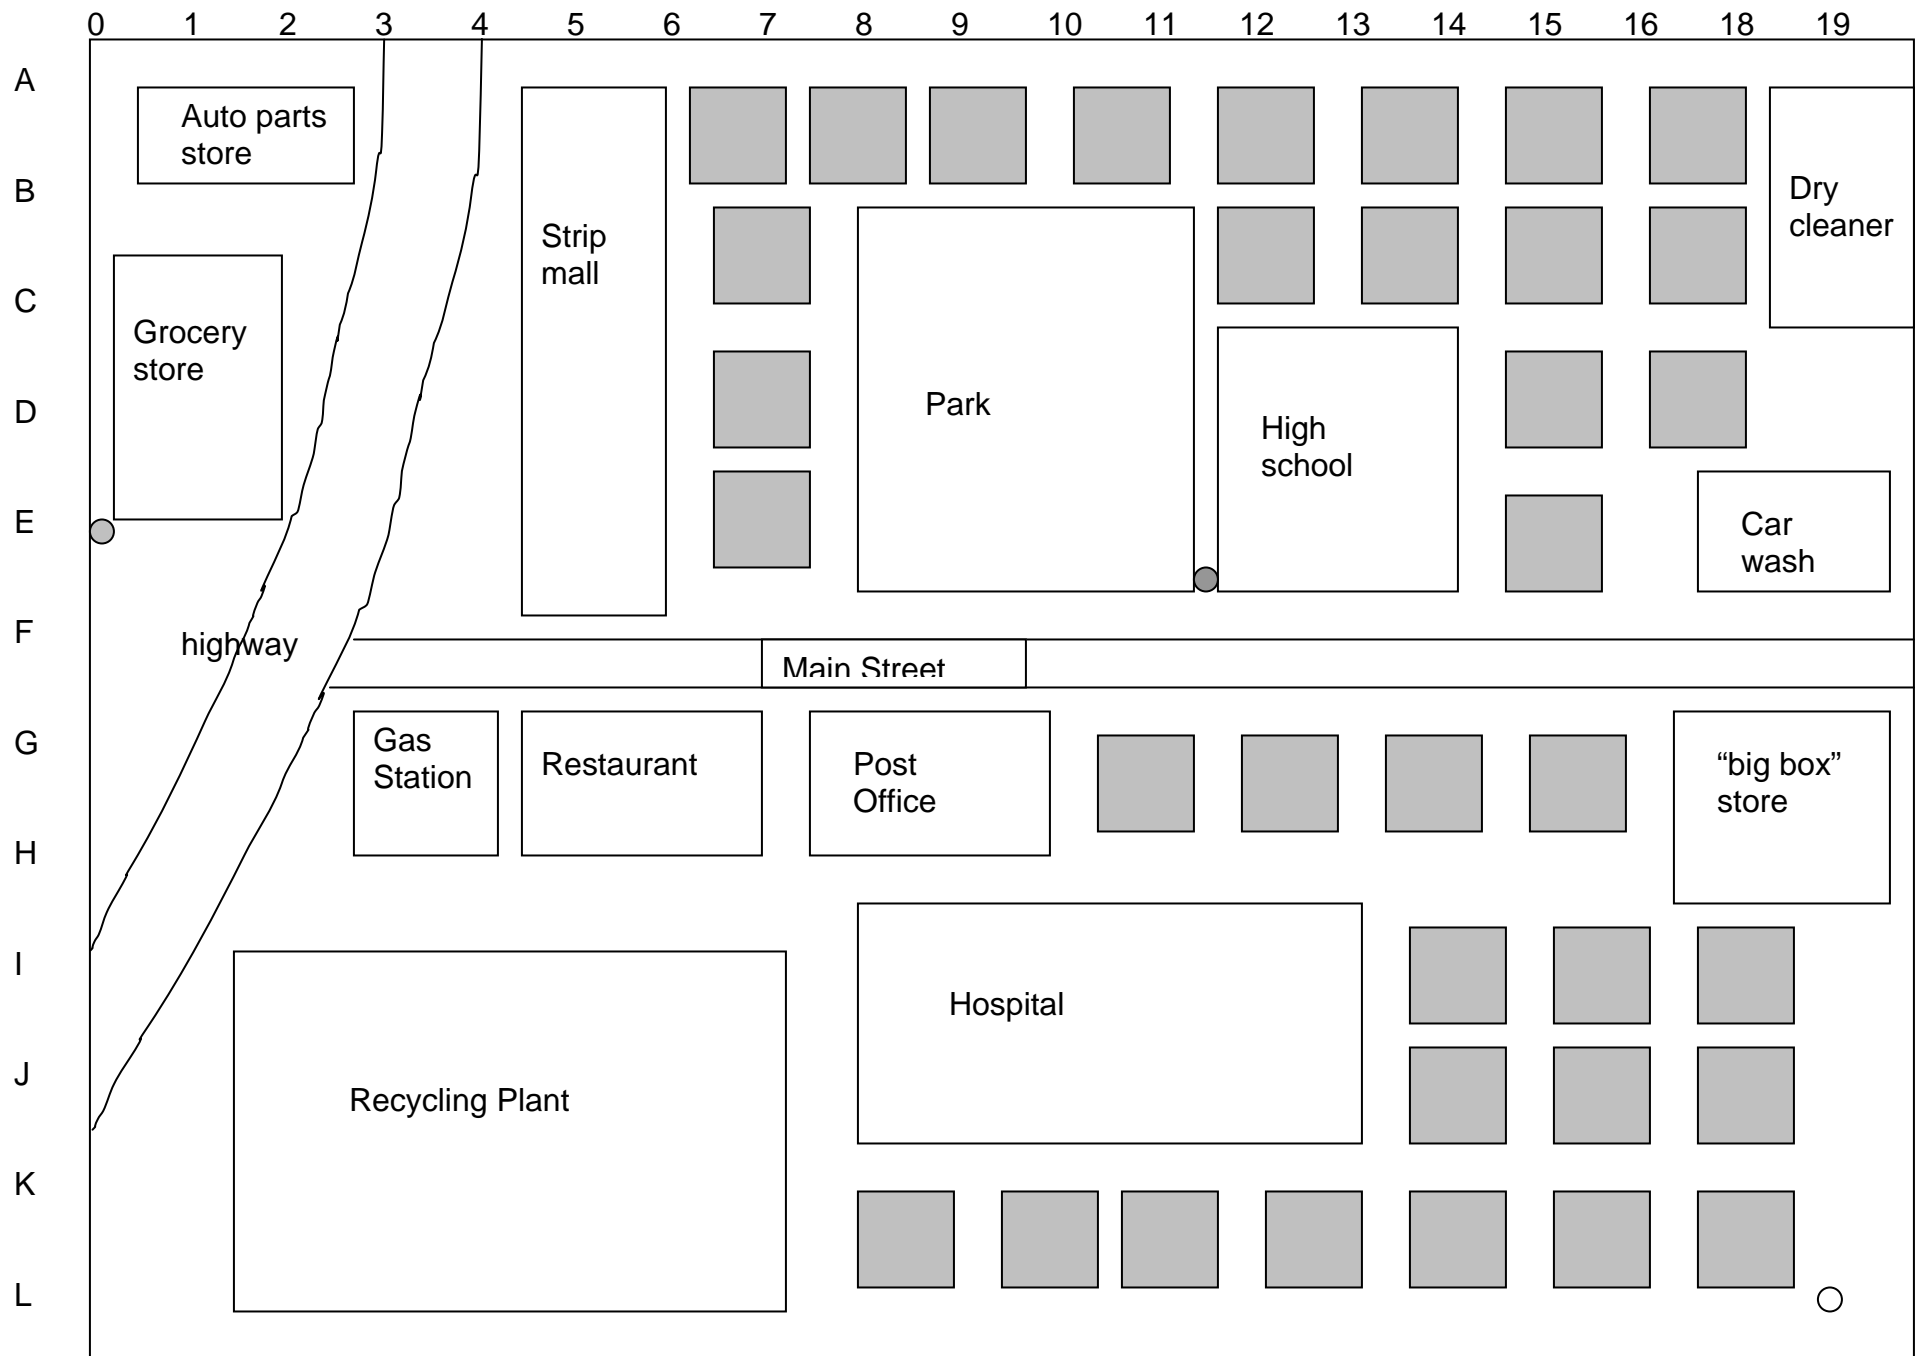 0 1 2 3 4 5 6 7 8 9 10 11 12 13 14 15 16 18 19
A
Auto parts
store
B
Dry
cleaner
Strip
mall
C
Grocery
store
D
Park
High
school
E
Car
wash
F
highway
Main Street
G
Gas
Station
Restaurant
Post
Office
“big box”
store
H
I
Hospital
J
Recycling Plant
K
L